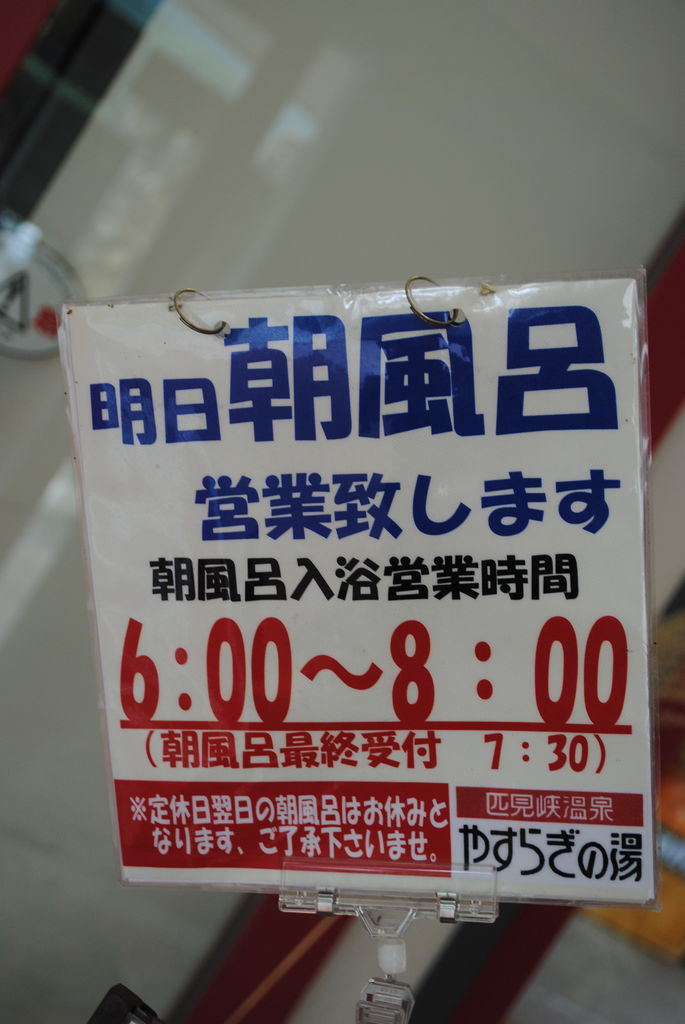 明日朝風呂
営業致します
朝風呂入浴営業時間
6:00～8:00
(朝風呂最終受付 7:30)
※定休日翌日の朝風呂はお休みと
なります、ご了承下さいませ。
匹見峡温泉
やすらぎの湯